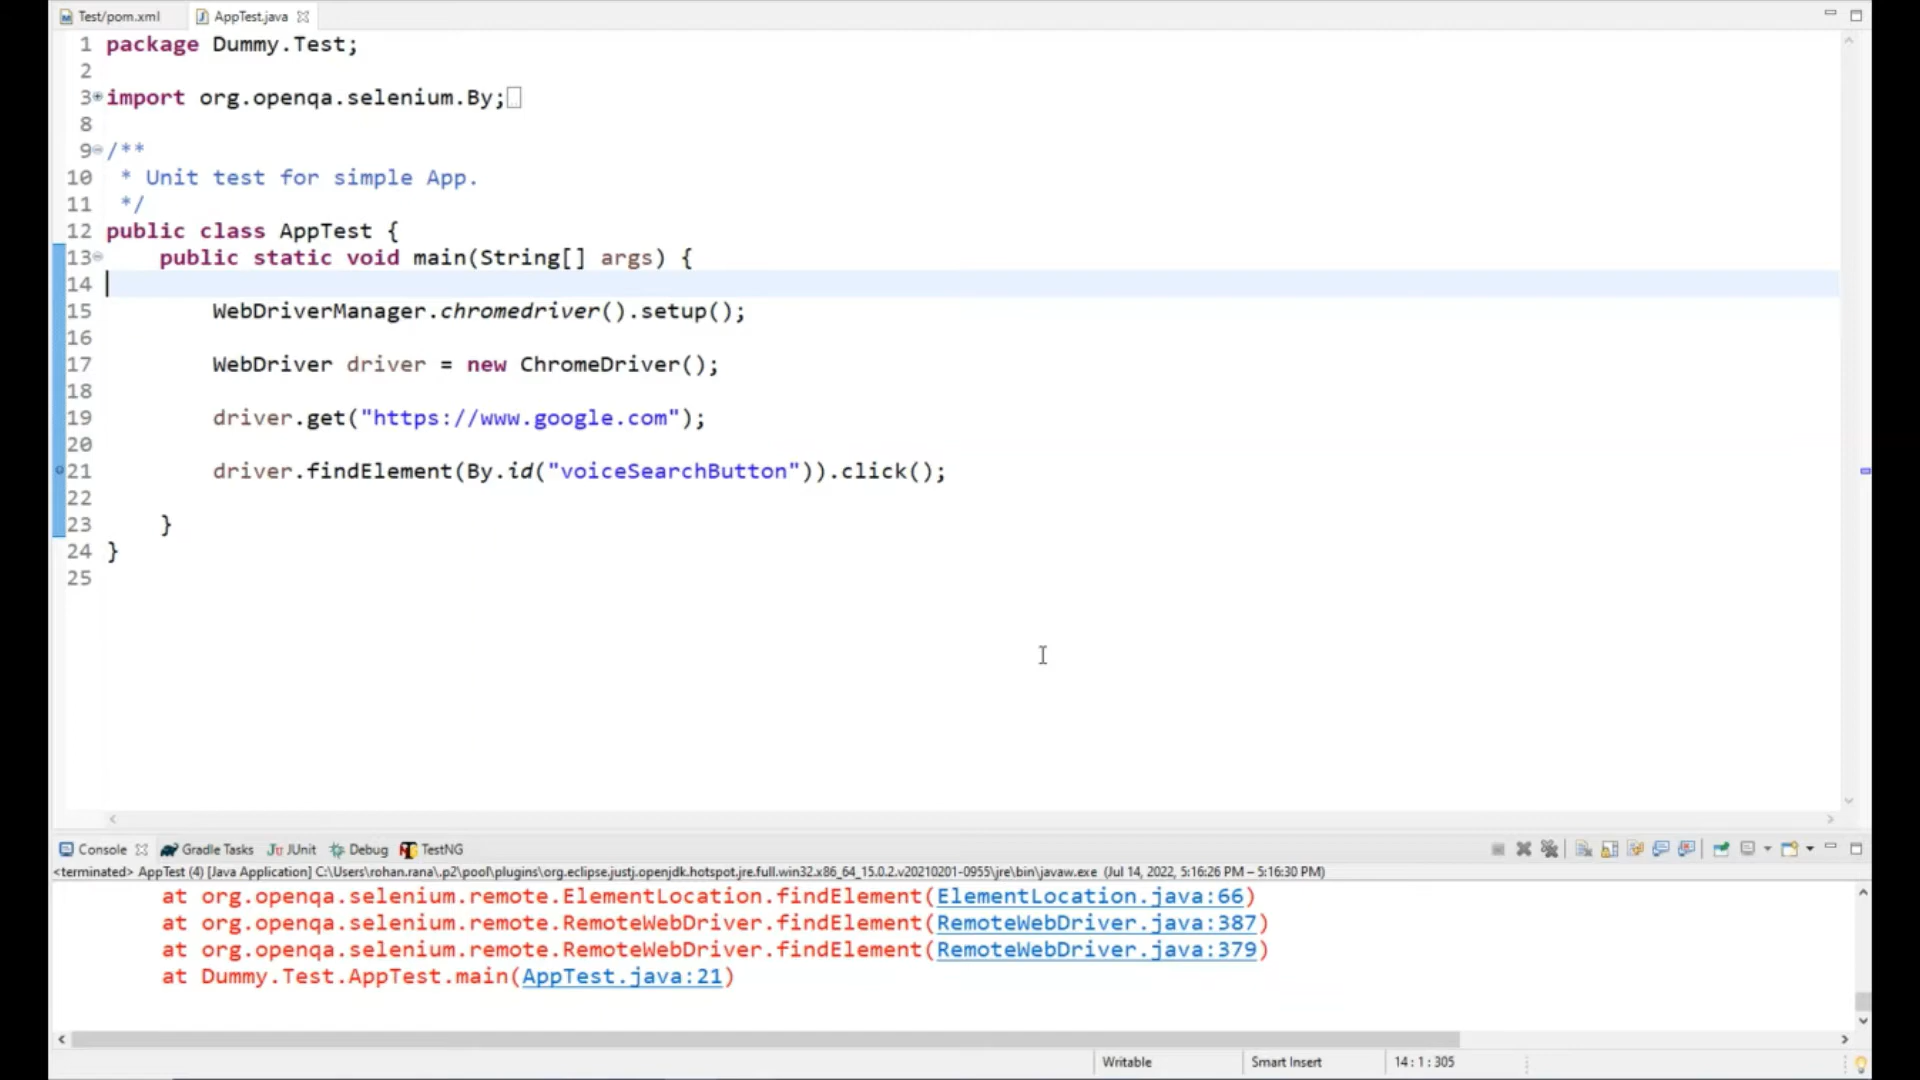 Test/pom.xml AppTest.java
1 package Dummy.Test;
2
3 import org.openqa.selenium.By;
8
9 /**
10 * Unit test for simple App.
11 */
12 public class AppTest {
13 public static void main(String[] args) {
14
15 WebDriverManager.chromedriver().setup();
16
17 WebDriver driver = new ChromeDriver();
18
19 driver.get("https://www.google.com");
20
21 driver.findElement(By.id("voiceSearchButton")).click();
22
23 }
24 }
25
Console Gradle Tasks JUnit Debug TestNG
<terminated> AppTest (4) [Java Application] C:\Users\rohan.rana\.p2\pool\plugins\org.eclipse.justj.openjdk.hotspot.jre.full.win32.x86_64_15.0.2.v20210201-0955\jre\bin\javaw.exe (Jul 14, 2022, 5:16:26 PM – 5:16:30 PM)
at org.openqa.selenium.remote.ElementLocation.findElement(ElementLocation.java:66)
at org.openqa.selenium.remote.RemoteWebDriver.findElement(RemoteWebDriver.java:387)
at org.openqa.selenium.remote.RemoteWebDriver.findElement(RemoteWebDriver.java:379)
at Dummy.Test.AppTest.main(AppTest.java:21)
Writable Smart Insert 14 : 1 : 305